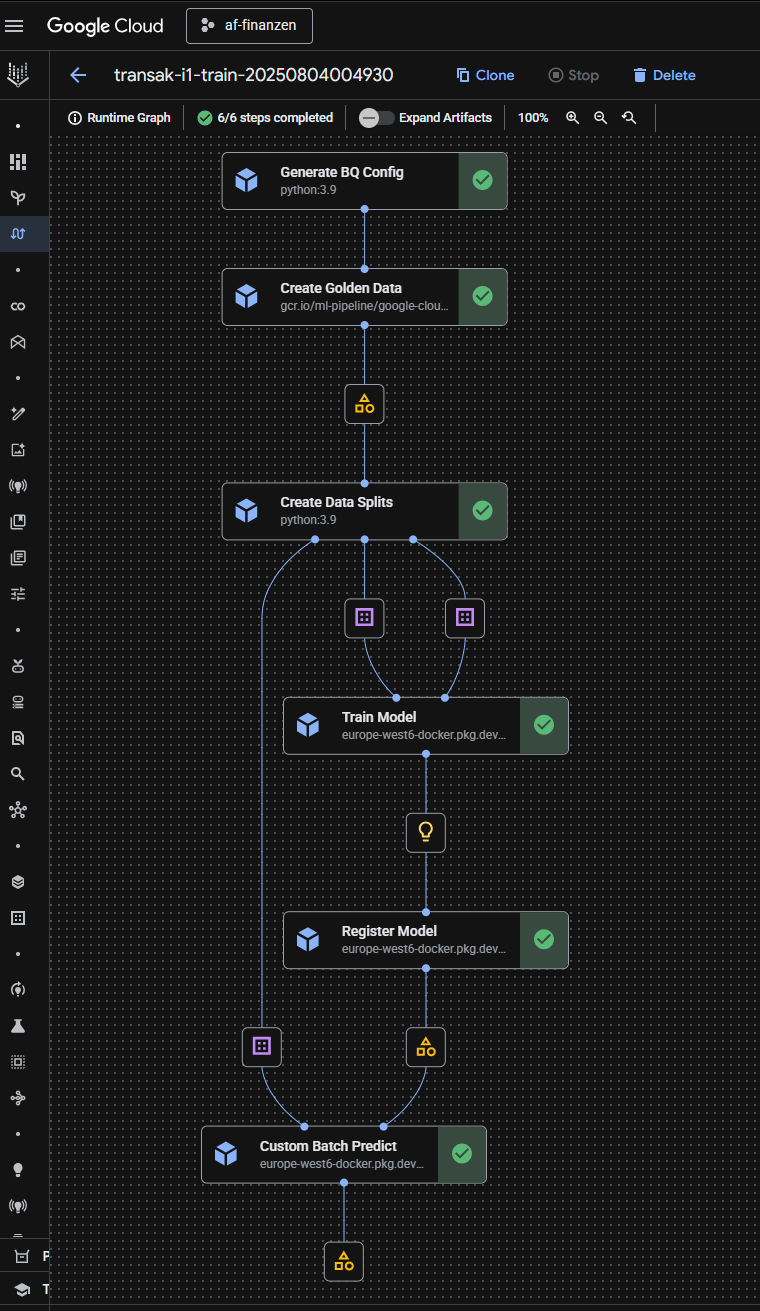 Google Cloud
af-finanzen
transak-i1-train-20250804004930
Clone
Stop
Delete
Runtime Graph
6/6 steps completed
Expand Artifacts
100%
Generate BQ Config
python:3.9
Create Golden Data
gcr.io/ml-pipeline/google-clou...
Create Data Splits
python:3.9
Train Model
europe-west6-docker.pkg.dev...
Register Model
europe-west6-docker.pkg.dev...
Custom Batch Predict
europe-west6-docker.pkg.dev...
P
T